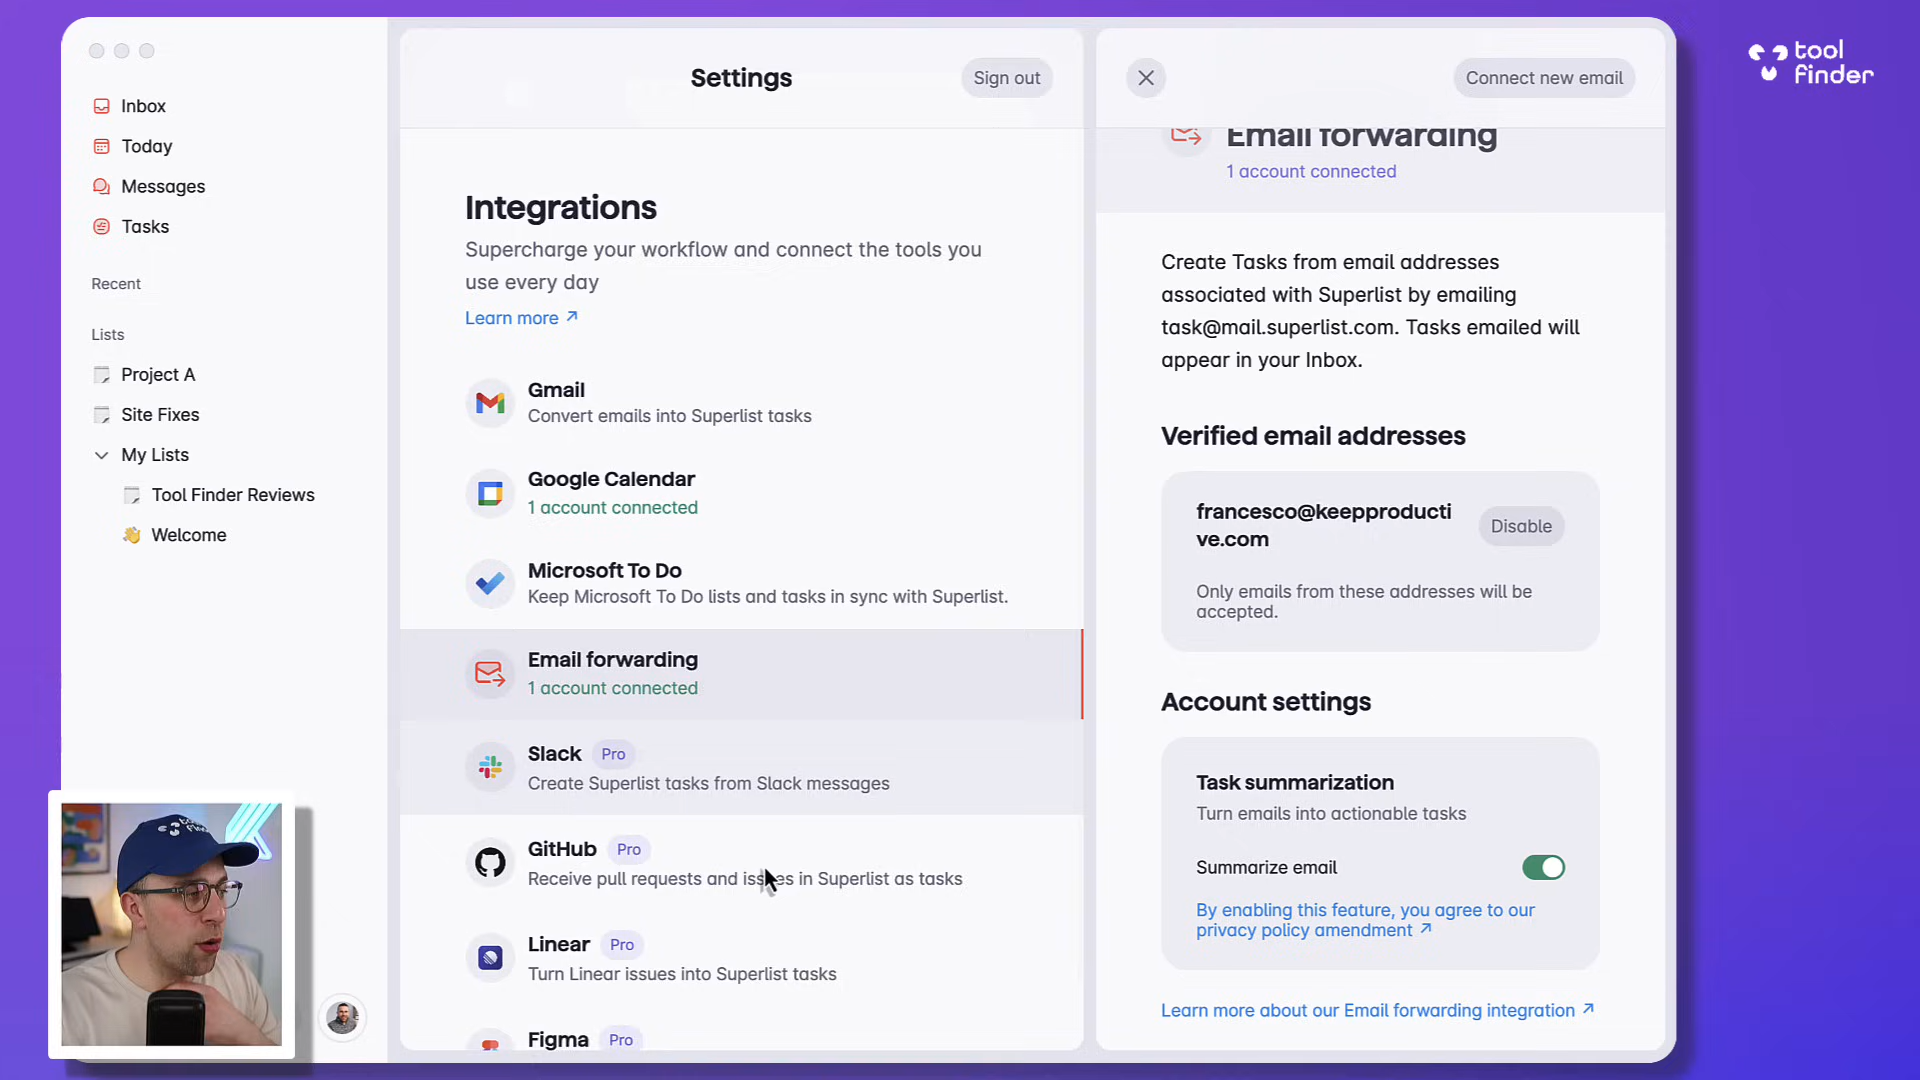 Inbox
Today
Messages
Tasks
Recent
Lists
Project A
Site Fixes
My Lists
Tool Finder Reviews
Welcome
Settings
Sign out
Integrations
Supercharge your workflow and connect the tools you
use every day
Learn more ↗
Gmail
Convert emails into Superlist tasks
Google Calendar
1 account connected
Microsoft To Do
Keep Microsoft To Do lists and tasks in sync with Superlist.
Email forwarding
1 account connected
Slack Pro
Create Superlist tasks from Slack messages
GitHub Pro
Receive pull requests and issues in Superlist as tasks
Linear Pro
Turn Linear issues into Superlist tasks
Figma Pro
Connect new email
Email forwarding
1 account connected
Create Tasks from email addresses
associated with Superlist by emailing
task@mail.superlist.com. Tasks emailed will
appear in your Inbox.
Verified email addresses
francesco@keepproducti
ve.com
Disable
Only emails from these addresses will be
accepted.
Account settings
Task summarization
Turn emails into actionable tasks
Summarize email
By enabling this feature, you agree to our
privacy policy amendment ↗
Learn more about our Email forwarding integration ↗
tool
finder